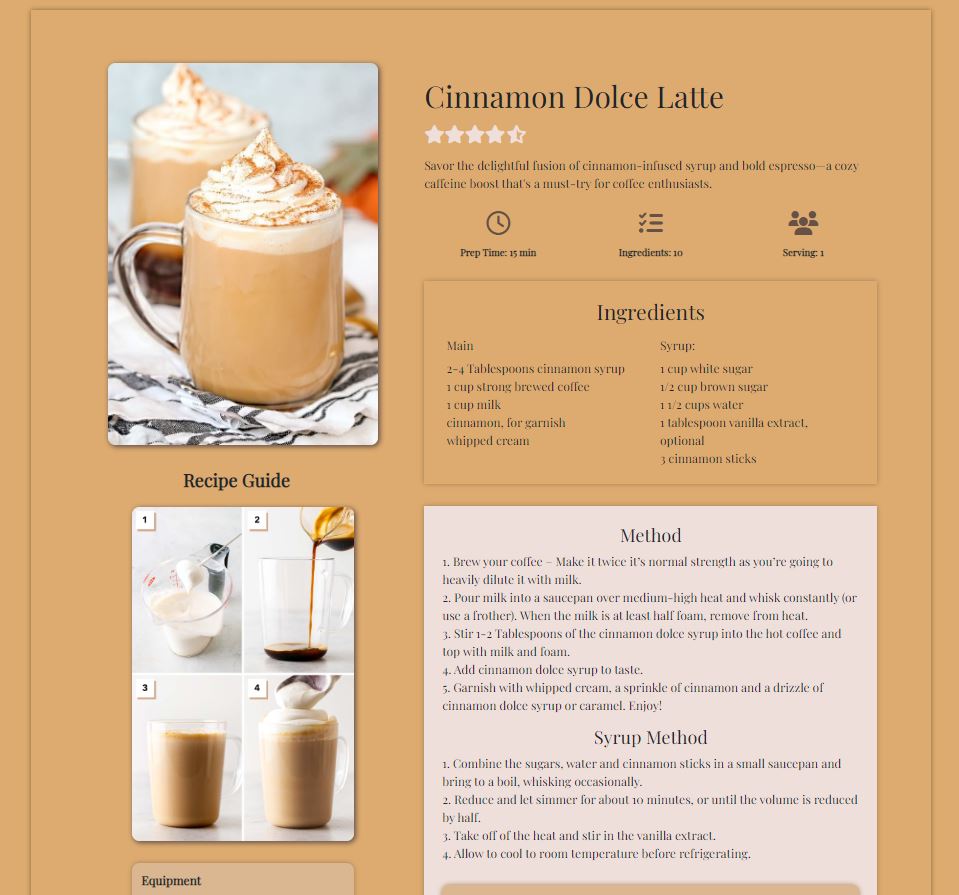 Cinnamon Dolce Latte
Savor the delightful fusion of cinnamon-infused syrup and bold espresso—a cozy
caffeine boost that's a must-try for coffee enthusiasts.
Prep Time: 15 min
Ingredients: 10
Serving: 1
Ingredients
Main
2-4 Tablespoons cinnamon syrup
1 cup strong brewed coffee
1 cup milk
cinnamon, for garnish
whipped cream
Syrup:
1 cup white sugar
1/2 cup brown sugar
1 1/2 cups water
1 tablespoon vanilla extract,
optional
3 cinnamon sticks
Recipe Guide
1
2
3
4
Equipment
Method
1. Brew your coffee – Make it twice it’s normal strength as you’re going to
heavily dilute it with milk.
2. Pour milk into a saucepan over medium-high heat and whisk constantly (or
use a frother). When the milk is at least half foam, remove from heat.
3. Stir 1-2 Tablespoons of the cinnamon dolce syrup into the hot coffee and
top with milk and foam.
4. Add cinnamon dolce syrup to taste.
5. Garnish with whipped cream, a sprinkle of cinnamon and a drizzle of
cinnamon dolce syrup or caramel. Enjoy!
Syrup Method
1. Combine the sugars, water and cinnamon sticks in a small saucepan and
bring to a boil, whisking occasionally.
2. Reduce and let simmer for about 10 minutes, or until the volume is reduced
by half.
3. Take off of the heat and stir in the vanilla extract.
4. Allow to cool to room temperature before refrigerating.